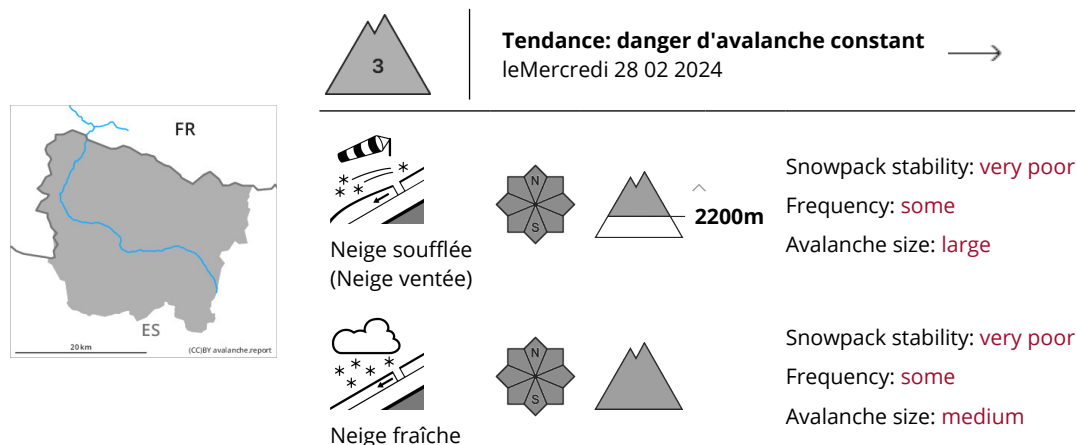 3
Tendance: danger d'avalanche constant
leMercredi 28 02 2024
FR
ES
20 km
(CC)BY avalanche.report
Neige soufflée
(Neige ventée)
N
S
2200m
Snowpack stability: very poor
Frequency: some
Avalanche size: large
Neige fraîche
N
S
Snowpack stability: very poor
Frequency: some
Avalanche size: medium